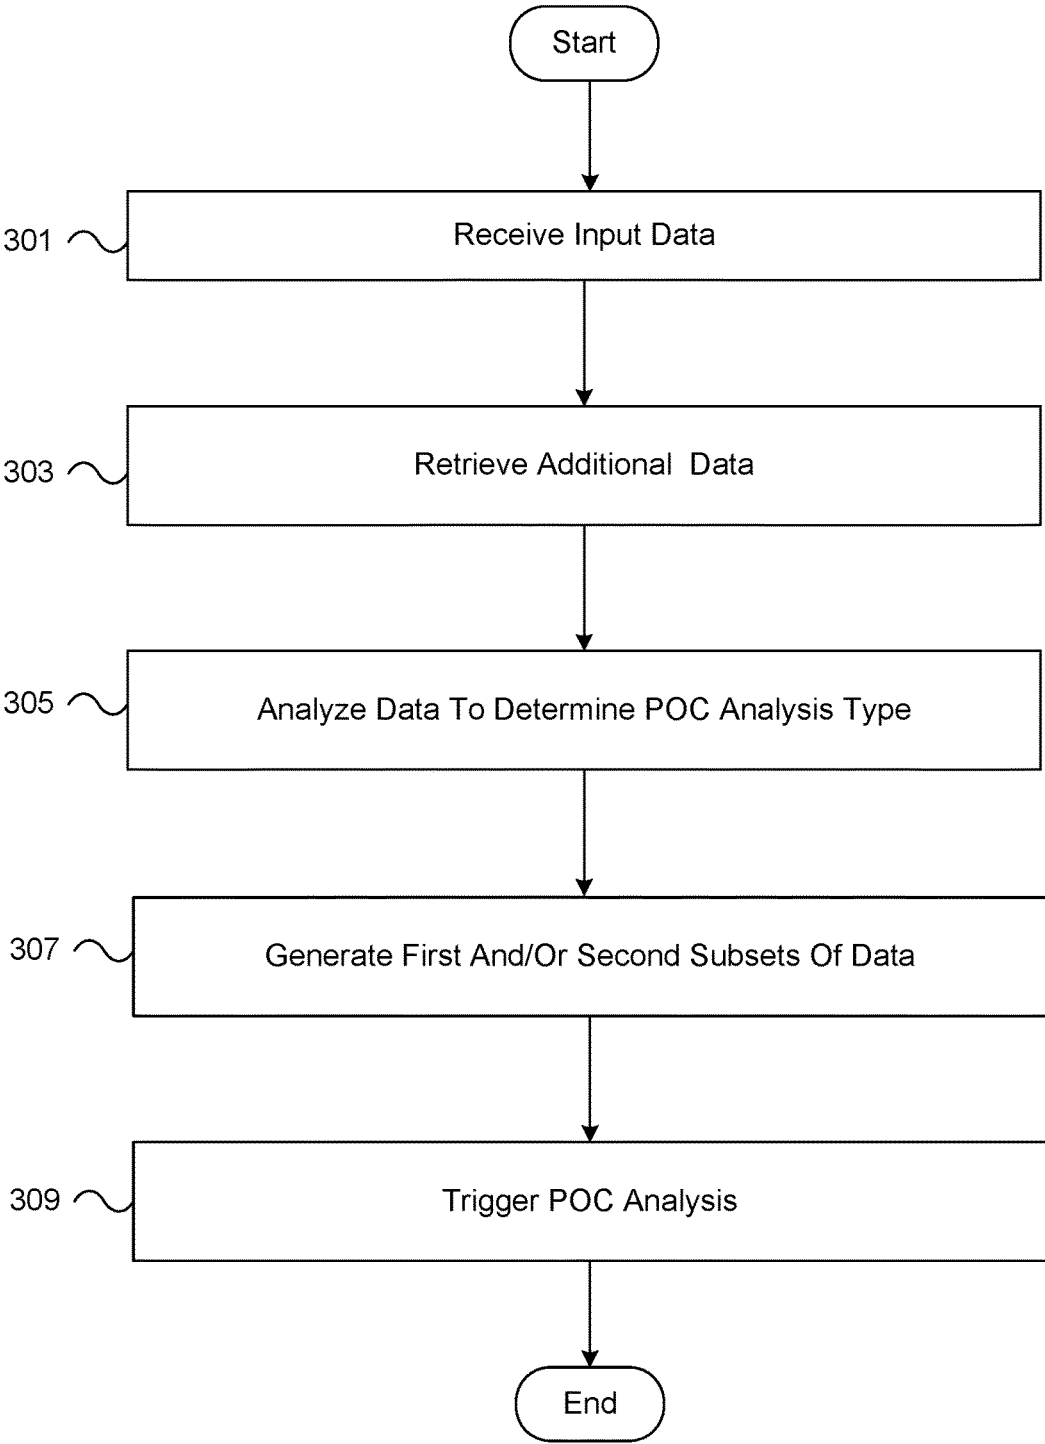 Start
301
Receive Input Data
303
Retrieve Additional Data
305
Analyze Data To Determine POC Analysis Type
307
Generate First And/Or Second Subsets Of Data
309
Trigger POC Analysis
End